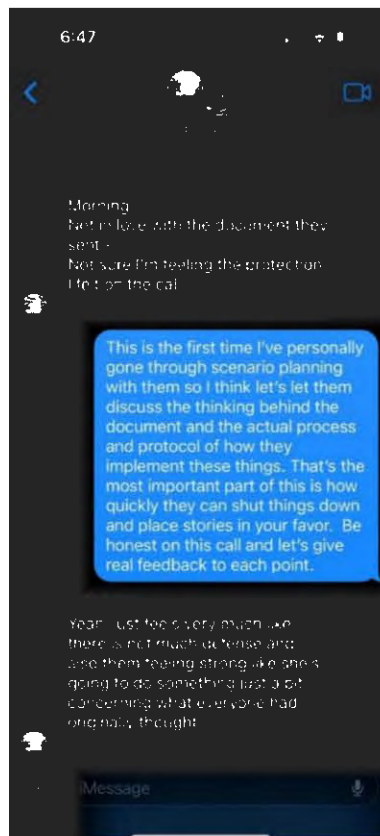 6:47
Morning
Not in love with the document they
sent -
Not sure I'm feeling the protection
I felt on the call
This is the first time I've personally
gone through scenario planning
with them so I think let's let them
discuss the thinking behind the
document and the actual process
and protocol of how they
implement these things. That's the
most important part of this is how
quickly they can shut things down
and place stories in your favor.  Be
honest on this call and let's give
real feedback to each point.
Yeah I just feels very much like
there is not much defense and
also them feeling strong like she's
going to do something just a bit
concerning what everyone had
originally thought
iMessage